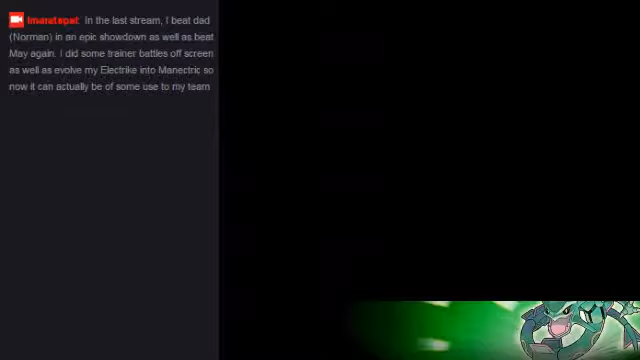 Imaratepal: In the last stream, I beat dad
(Norman) in an epic showdown as well as beat
May again. I did some trainer battles off screen
as well as evolve my Electrike into Manectric so
now it can actually be of some use to my team